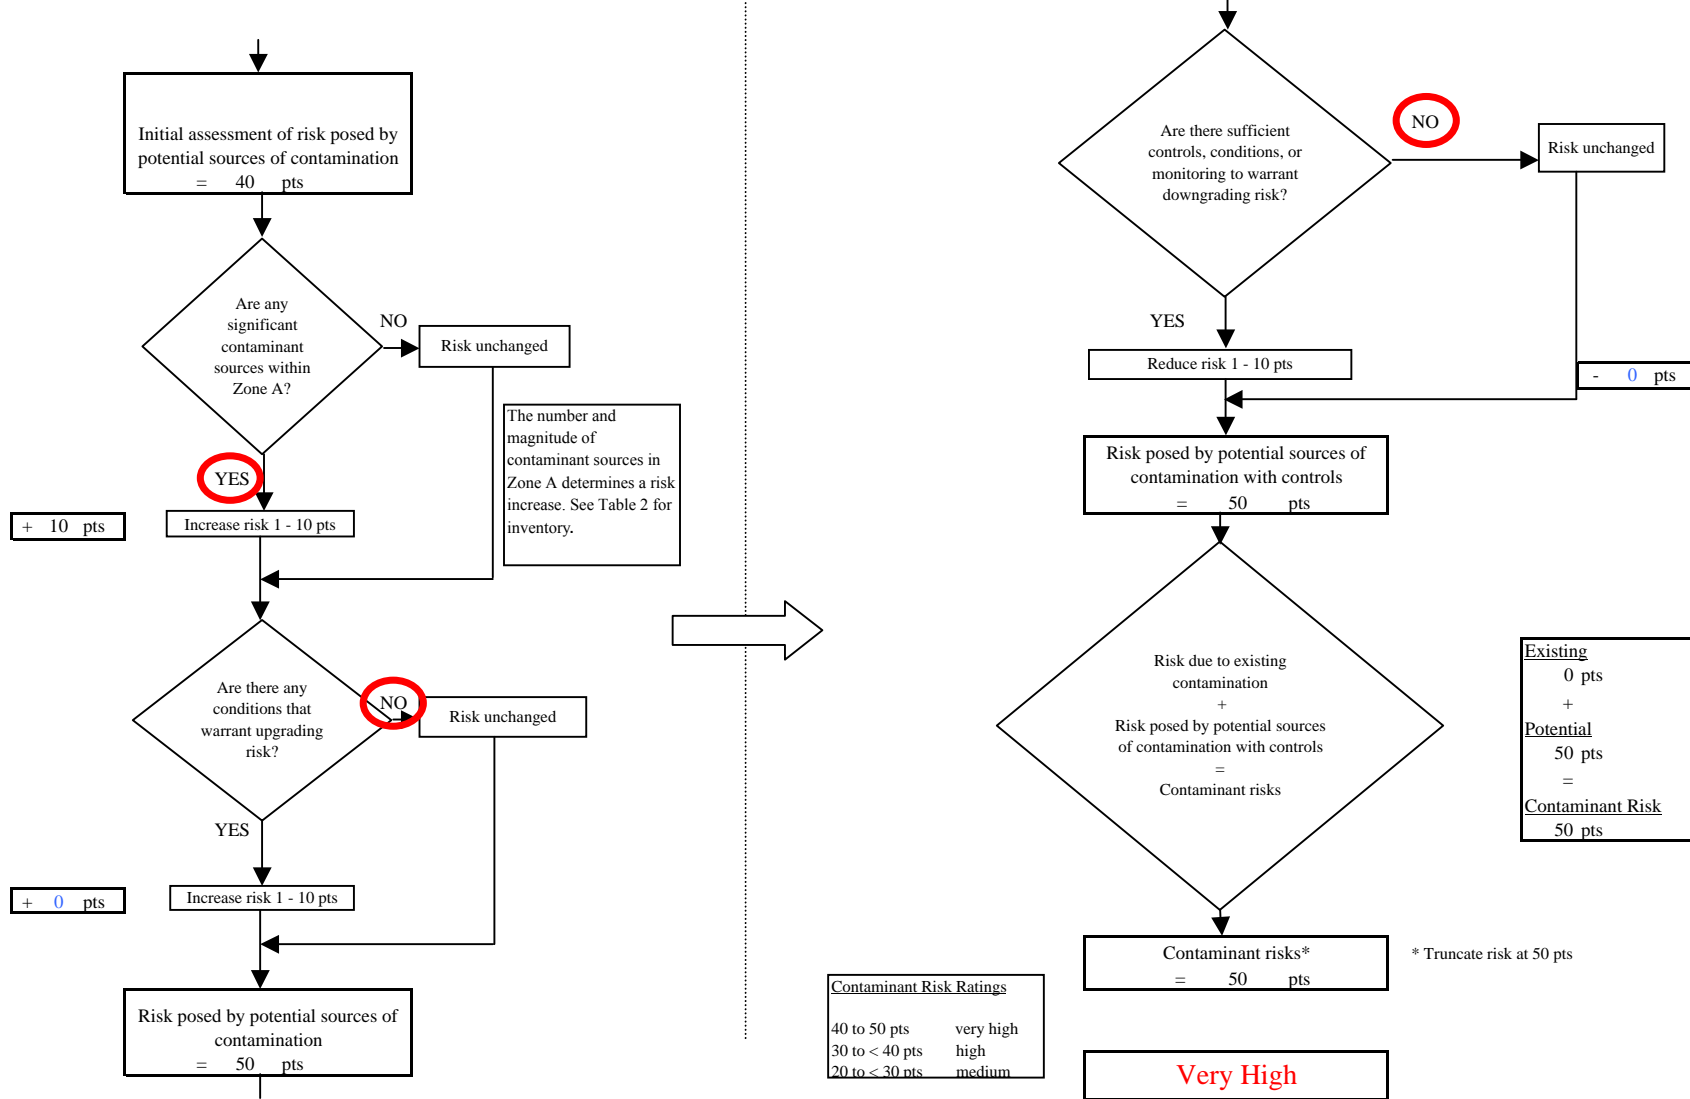 Initial assessment of risk posed by
potential sources of contamination
= 40 pts
Are any
significant
contaminant
sources within
Zone A?
NO
Risk unchanged
The number and
magnitude of
contaminant sources in
Zone A determines a risk
increase. See Table 2 for
inventory.
YES
+ 10 pts
Increase risk 1 - 10 pts
Are there any
conditions that
warrant upgrading
risk?
NO
Risk unchanged
YES
+ 0 pts
Increase risk 1 - 10 pts
Risk posed by potential sources of
contamination
= 50 pts
Are there sufficient
controls, conditions, or
monitoring to warrant
downgrading risk?
NO
Risk unchanged
YES
Reduce risk 1 - 10 pts
- 0 pts
Risk posed by potential sources of
contamination with controls
= 50 pts
Risk due to existing
contamination
+
Risk posed by potential sources
of contamination with controls
=
Contaminant risks
Existing
0 pts
+
Potential
50 pts
=
Contaminant Risk
50 pts
Contaminant risks*
= 50 pts
* Truncate risk at 50 pts
Contaminant Risk Ratings
40 to 50 pts very high
30 to < 40 pts high
20 to < 30 pts medium
Very High